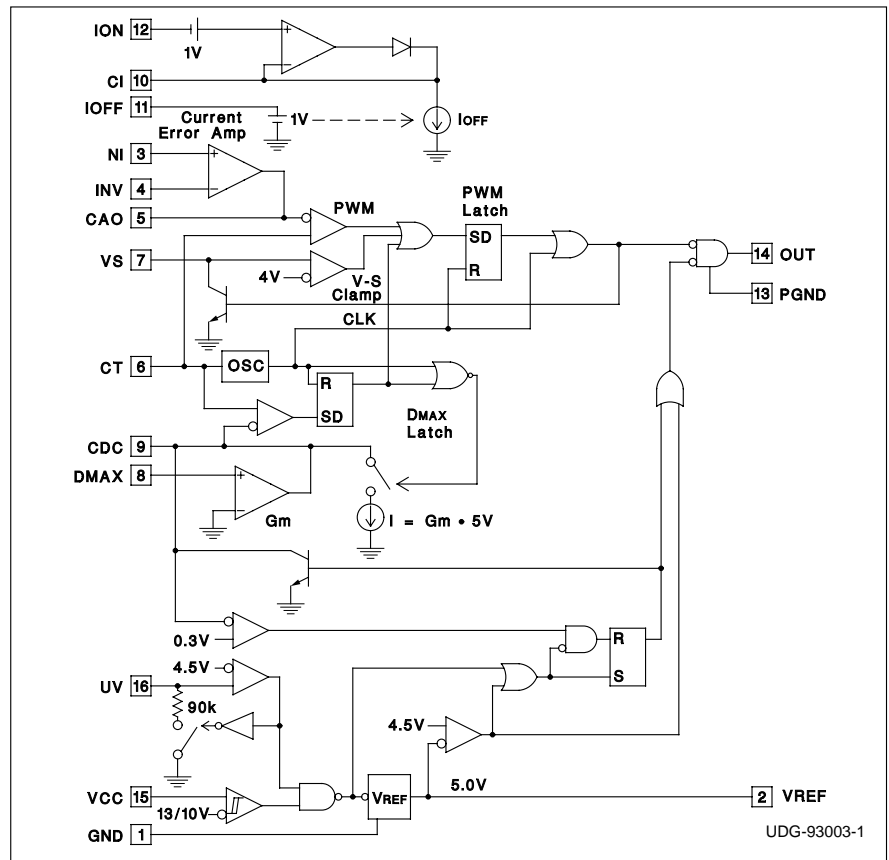 ION 12
1V
CI 10
IOFF 11
1V
IOFF
Current
Error Amp
NI 3
INV 4
CAO 5
PWM
PWM
Latch
SD
R
VS 7
4V
V-S
Clamp
14 OUT
13 PGND
CLK
CT 6
OSC
R
SD
DMAX
Latch
CDC 9
DMAX 8
Gm
I = Gm • 5V
0.3V
R
S
4.5V
UV 16
90k
4.5V
VCC 15
13/10V
VREF
5.0V
2 VREF
GND 1
UDG-93003-1